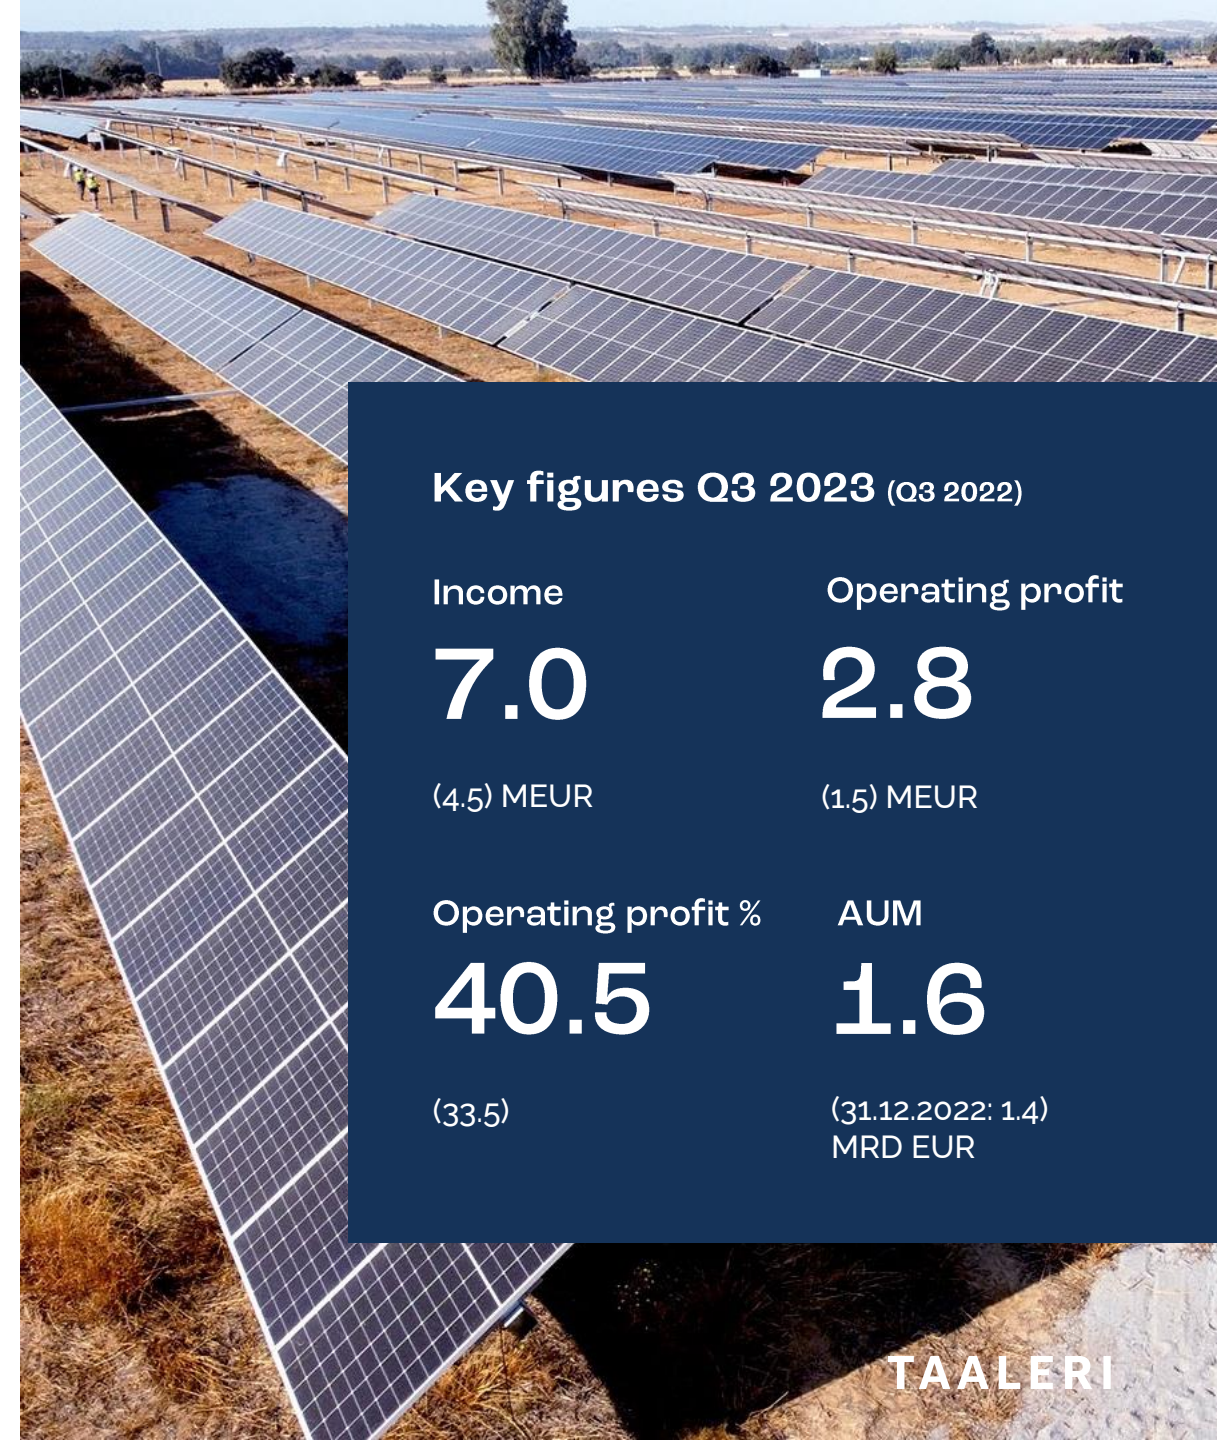 Key figures Q3 2023 (Q3 2022)
Income
7.0
(4.5) MEUR
Operating profit
2.8
(1.5) MEUR
Operating profit %
40.5
(33.5)
AUM
1.6
(31.12.2022: 1.4)
MRD EUR
TAALERI